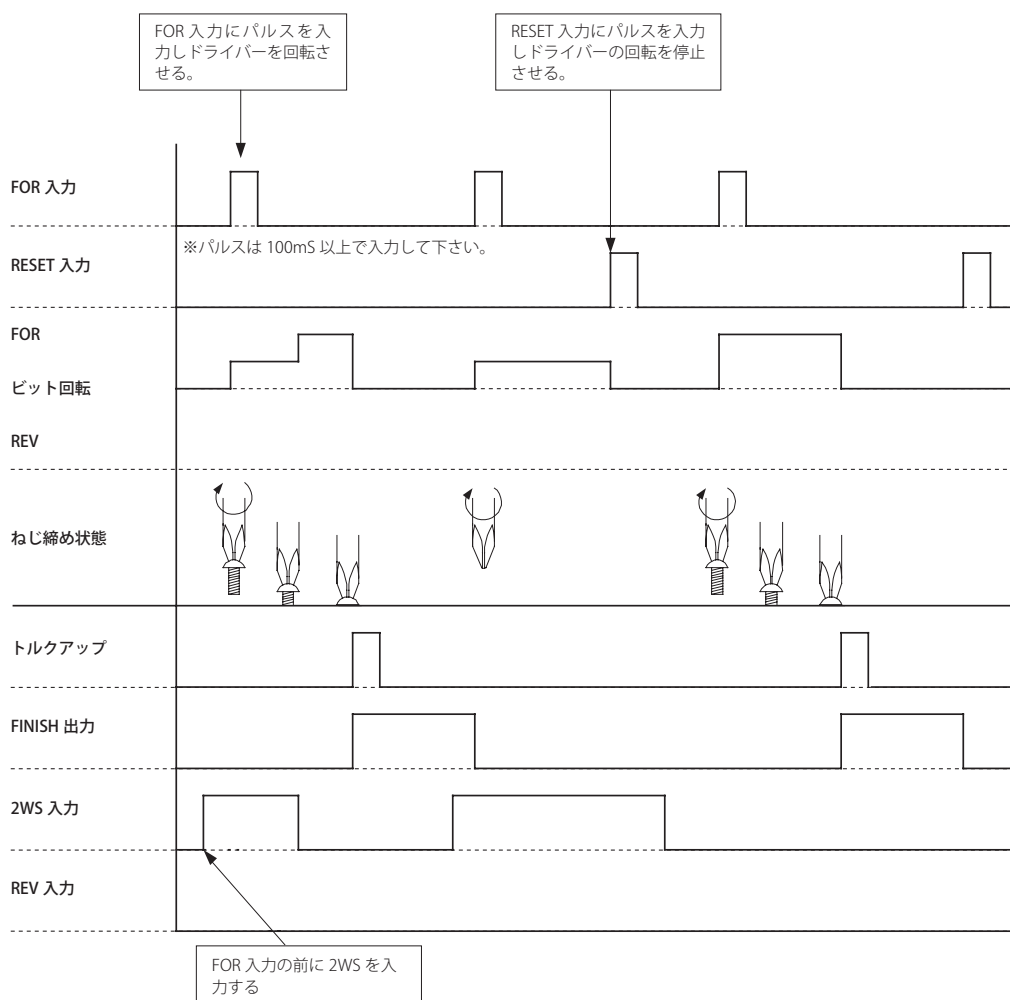 FOR 入力にパルスを入
力しドライバーを回転さ
せる。
RESET 入力にパルスを入力
しドライバーの回転を停止
させる。
FOR 入力
※パルスは 100mS 以上で入力して下さい。
RESET 入力
FOR
ビット回転
REV
ねじ締め状態
トルクアップ
FINISH 出力
2WS 入力
REV 入力
FOR 入力の前に 2WS を入
力する